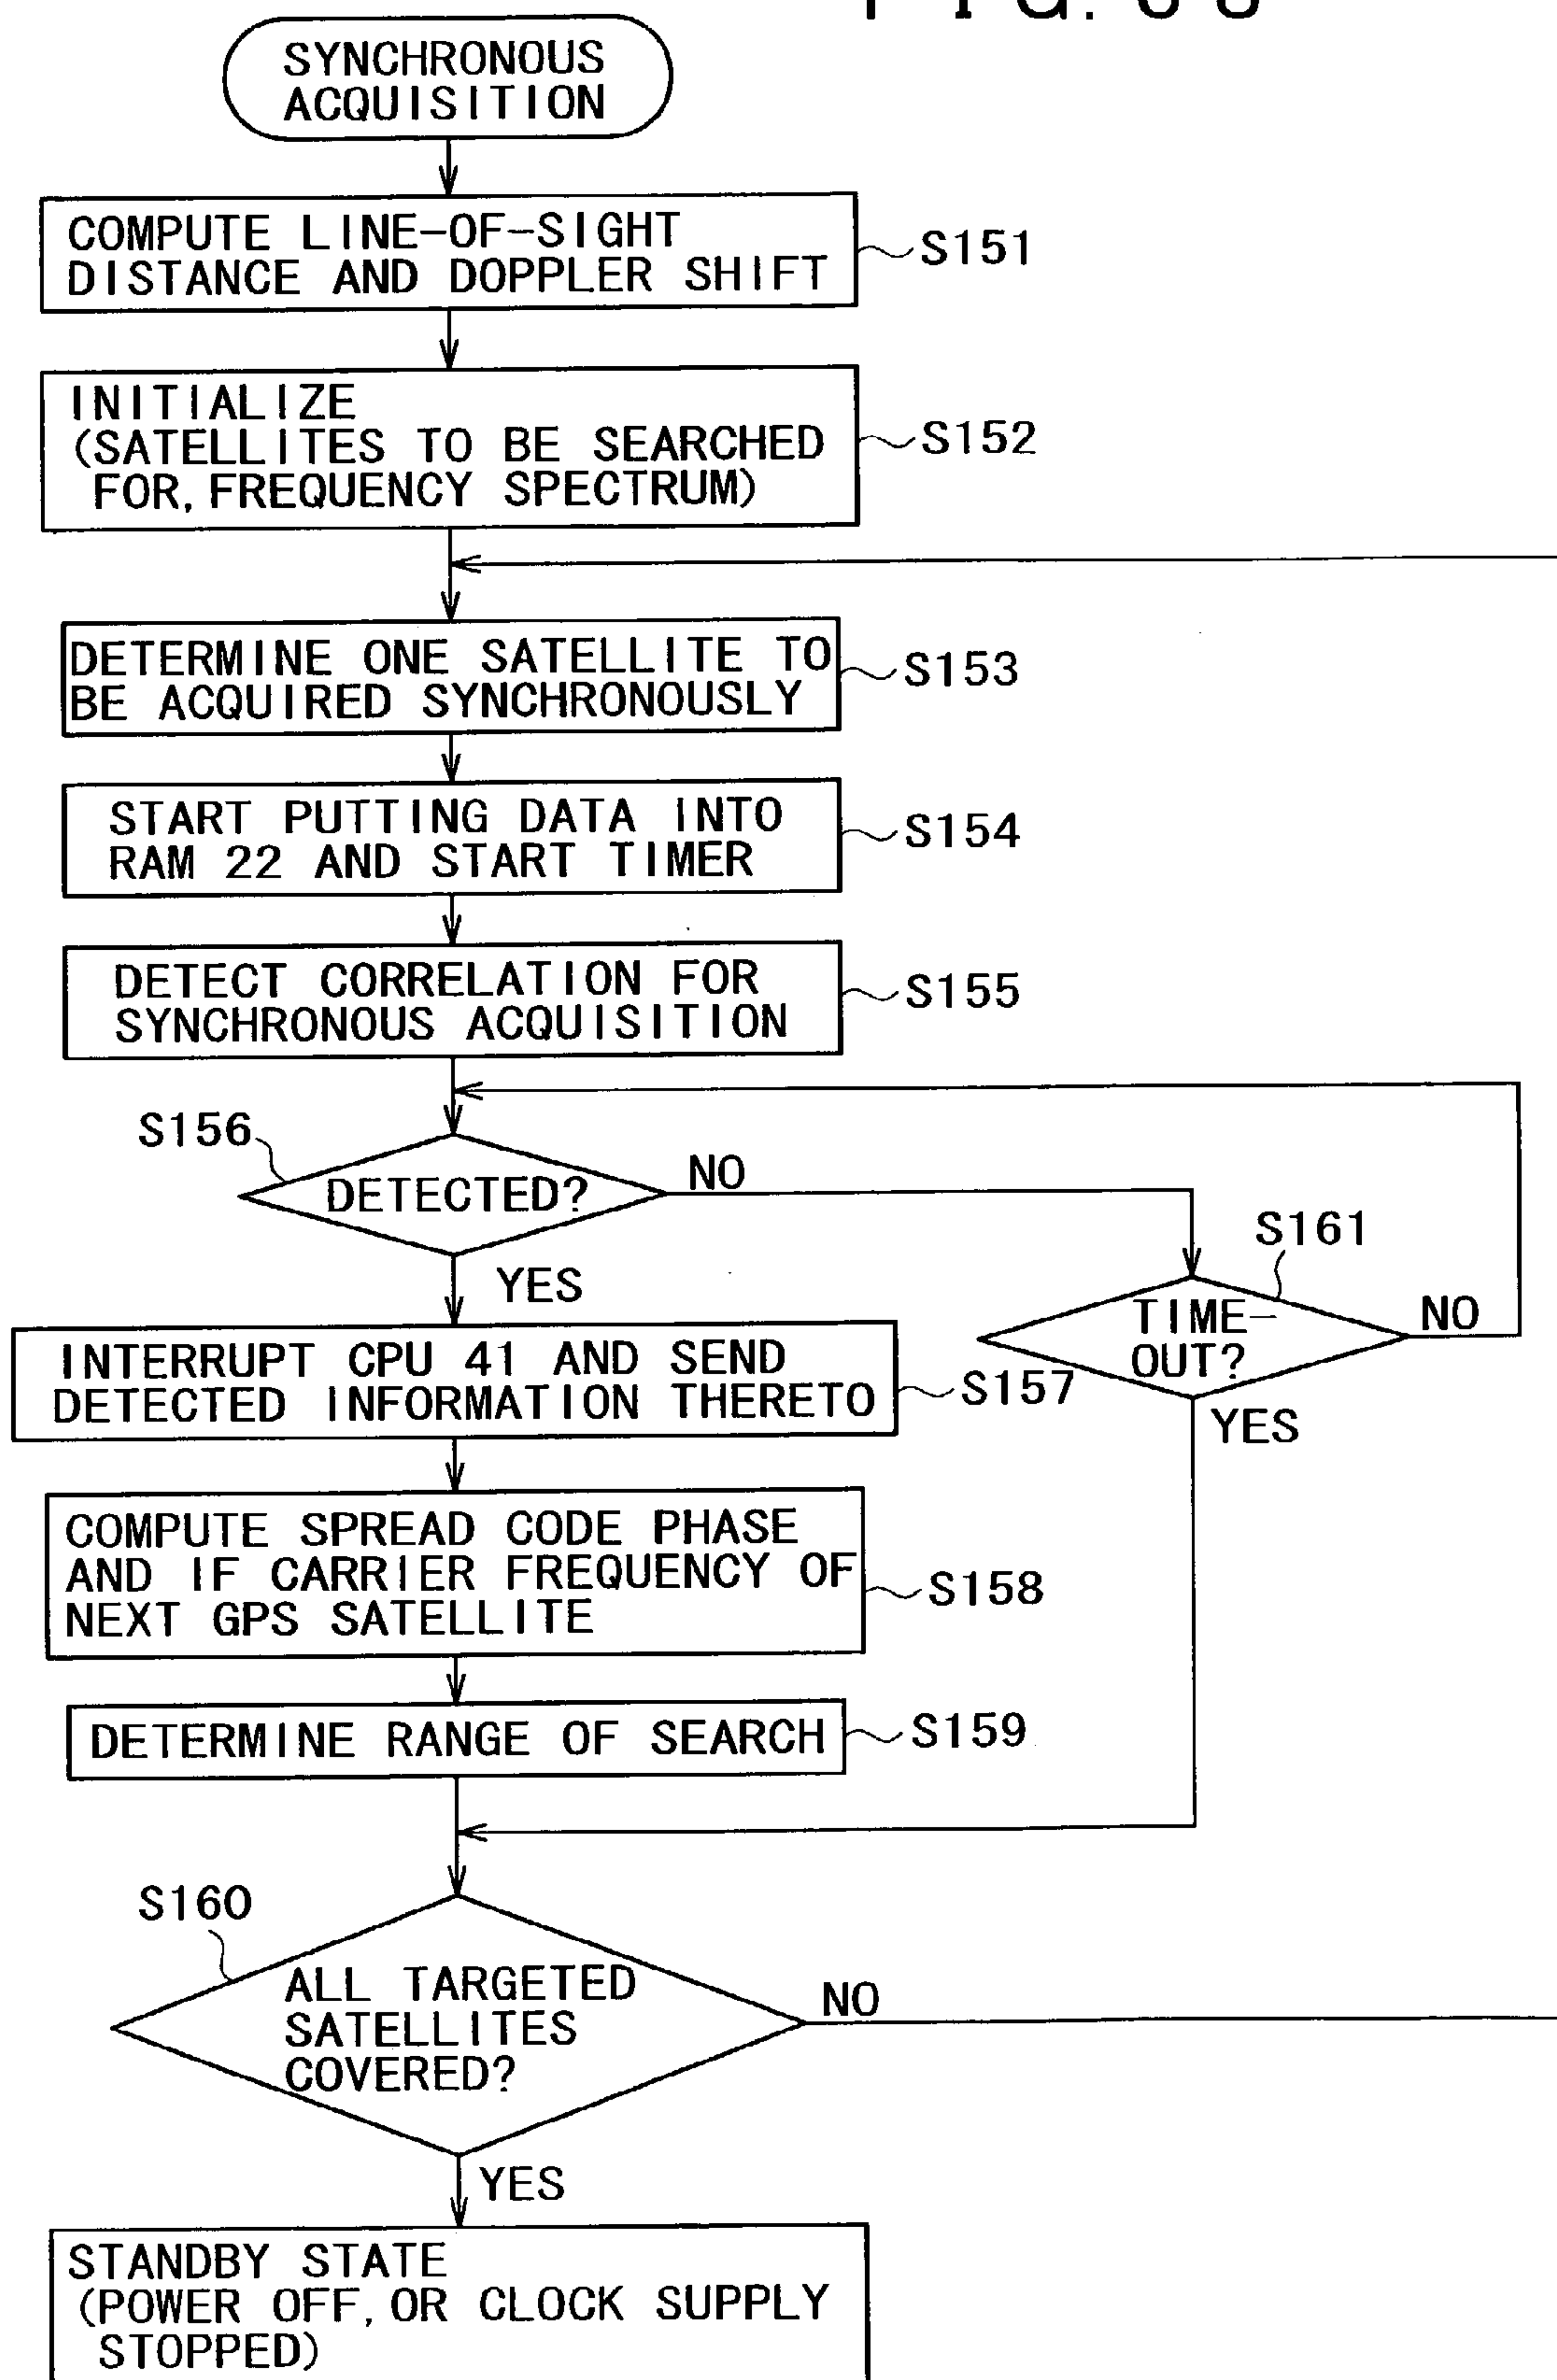 SYNCHRONOUS
ACQUISITION
COMPUTE LINE-OF-SIGHT
DISTANCE AND DOPPLER SHIFT
S151
INITIALIZE
(SATELLITES TO BE SEARCHED
FOR, FREQUENCY SPECTRUM)
S152
DETERMINE ONE SATELLITE TO
BE ACQUIRED SYNCHRONOUSLY
S153
START PUTTING DATA INTO
RAM 22 AND START TIMER
S154
DETECT CORRELATION FOR
SYNCHRONOUS ACQUISITION
S155
S156
DETECTED?
NO
YES
S161
TIME-
OUT?
NO
YES
INTERRUPT CPU 41 AND SEND
DETECTED INFORMATION THERETO
S157
COMPUTE SPREAD CODE PHASE
AND IF CARRIER FREQUENCY OF
NEXT GPS SATELLITE
S158
DETERMINE RANGE OF SEARCH
S159
S160
ALL TARGETED
SATELLITES
COVERED?
NO
YES
STANDBY STATE
(POWER OFF, OR CLOCK SUPPLY
STOPPED)